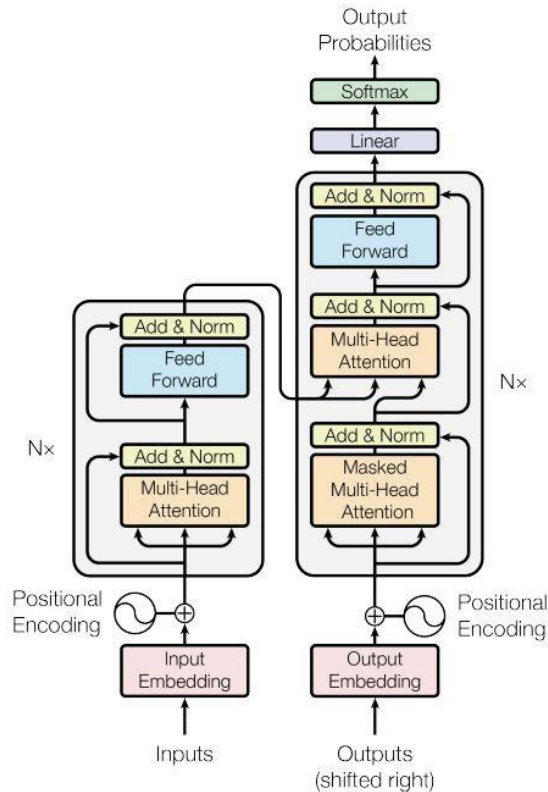 Output
Probabilities
Softmax
Linear
Add & Norm
Feed
Forward
Add & Norm
Multi-Head
Attention
Add & Norm
Masked
Multi-Head
Attention
N×
Add & Norm
Feed
Forward
Add & Norm
Multi-Head
Attention
N×
Positional
Encoding
Positional
Encoding
Input
Embedding
Output
Embedding
Inputs
Outputs
(shifted right)